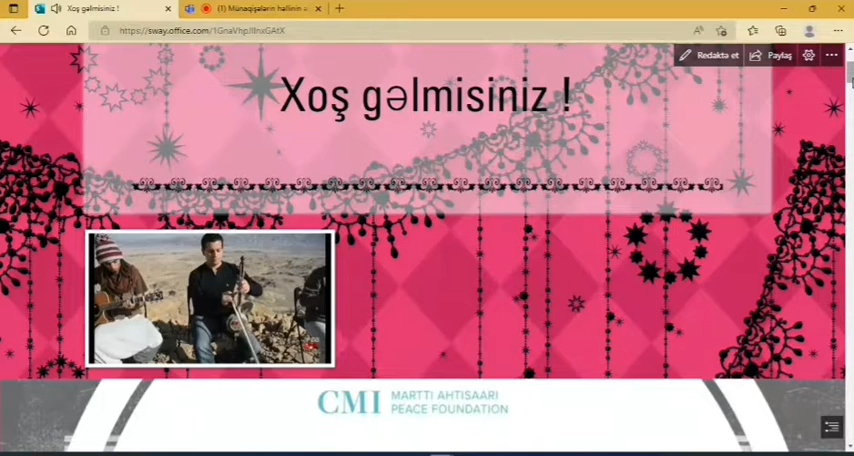 Xoş gəlmisiniz !
(1) Münaqişələrin həllinin ə
https://sway.office.com/
Redaktə et
Paylaş
Xoş gəlmisiniz !
CMI
MARTTI AHTISAARI
PEACE FOUNDATION